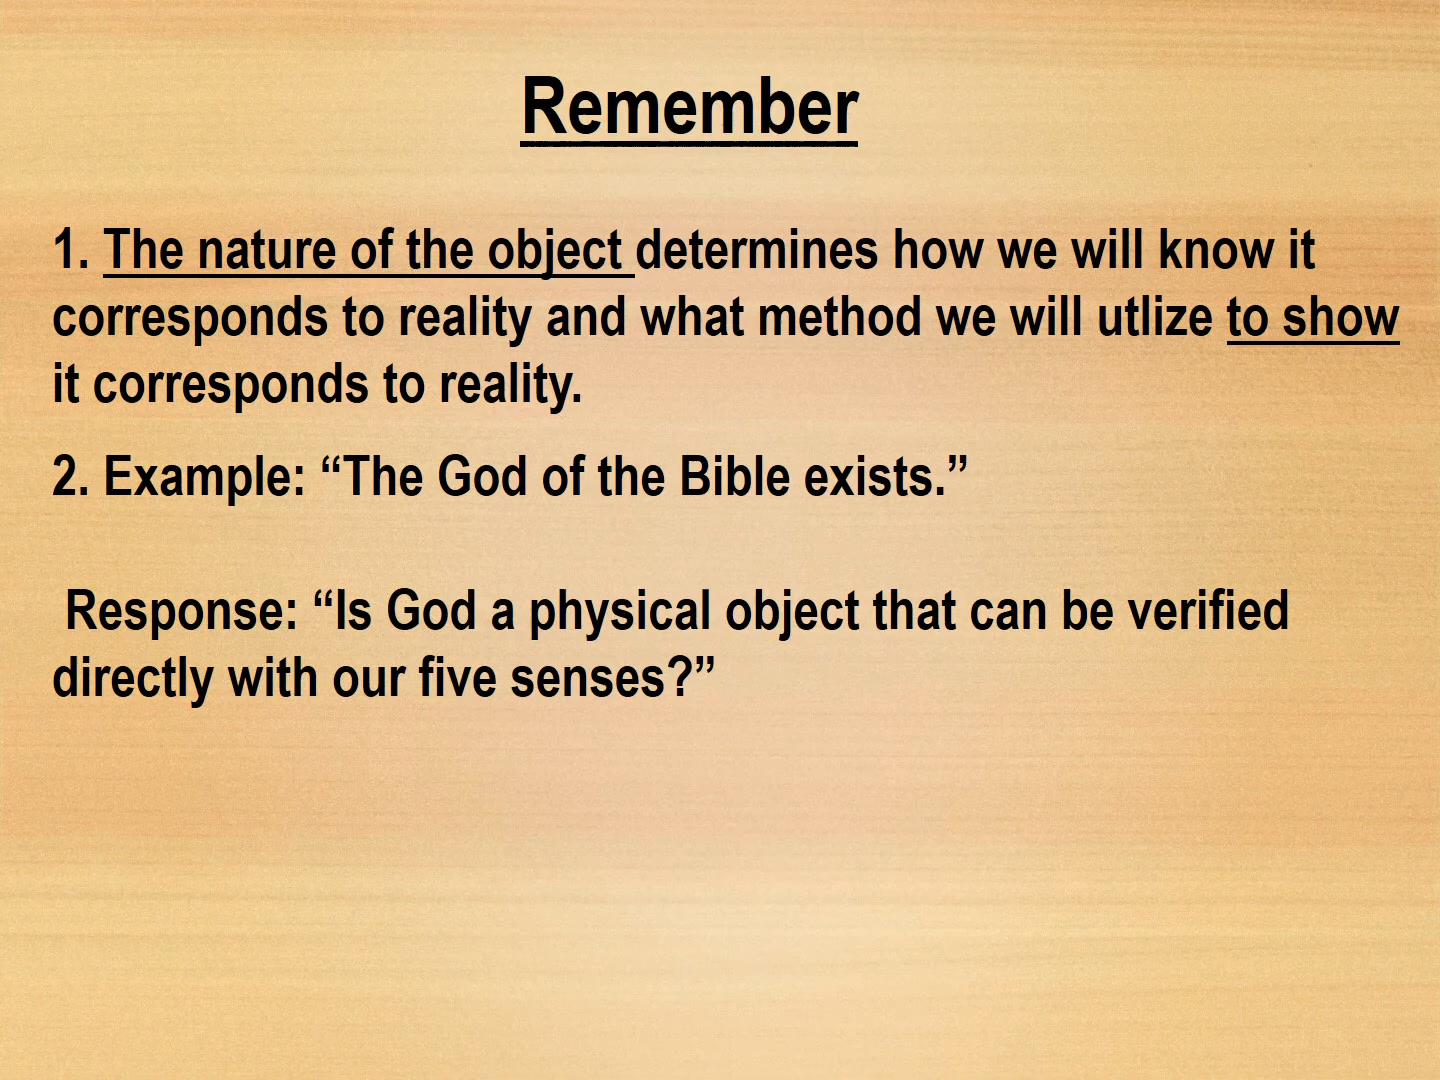 Remember
1. The nature of the object determines how we will know it
corresponds to reality and what method we will utlize to show
it corresponds to reality.
2. Example: “The God of the Bible exists.”
Response: “Is God a physical object that can be verified
directly with our five senses?”